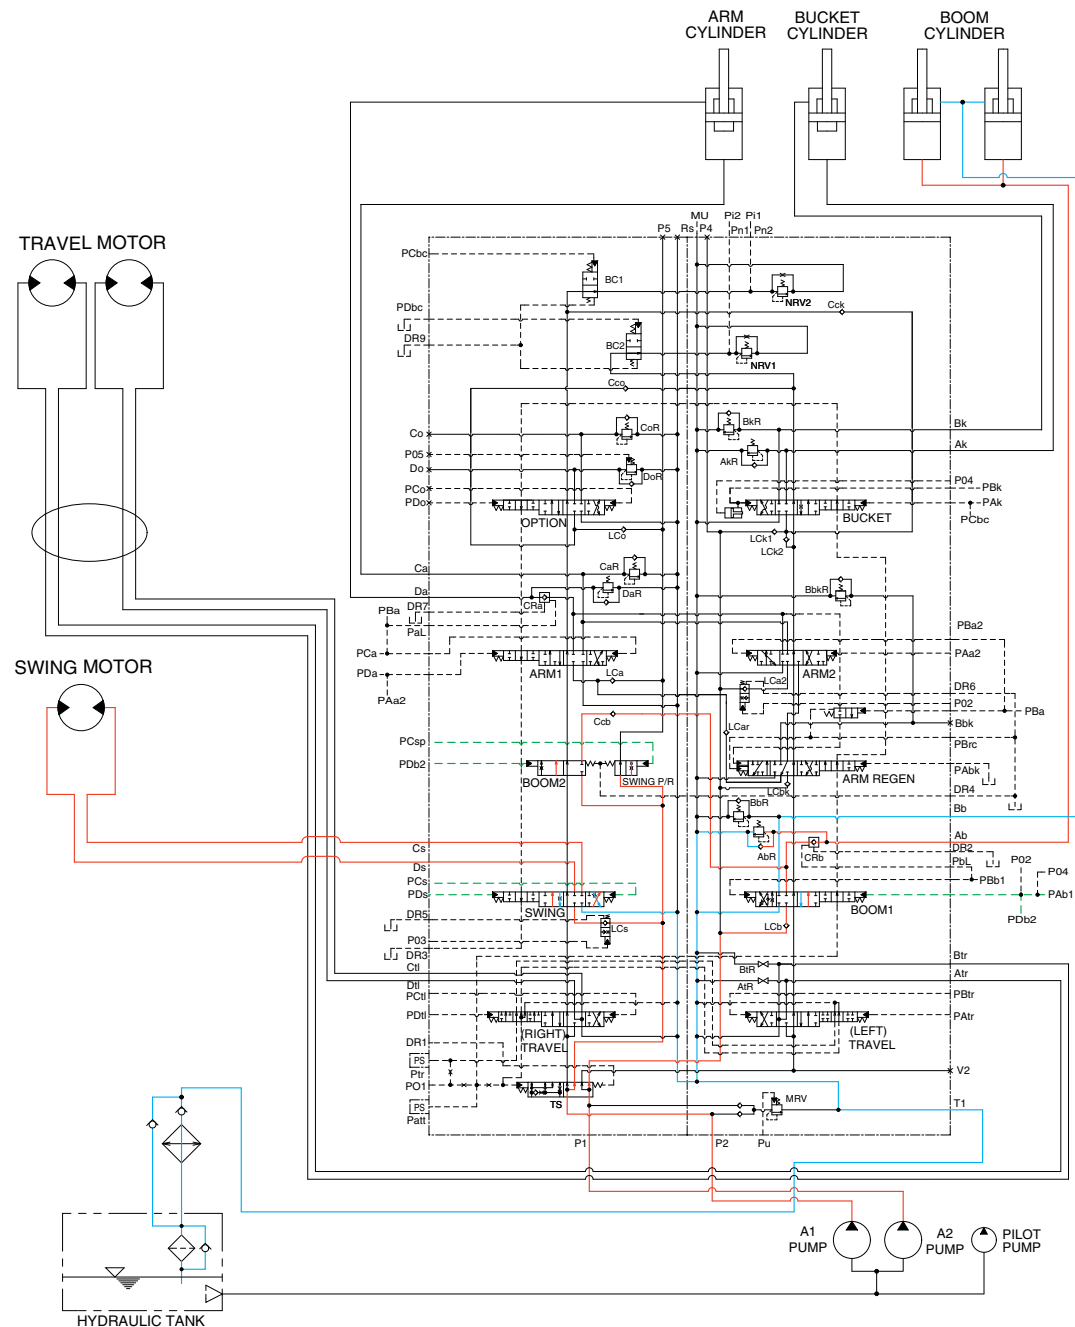 ARM
CYLINDER
BUCKET
CYLINDER
BOOM
CYLINDER
TRAVEL MOTOR
MU
Pi2
Pi1
P5
Rs
P4
Pn1
Pn2
PCbc
BC1
NRV2
Cck
PDbc
DR9
BC2
NRV1
Cco
Co
CoR
BkR
Bk
Ak
P05
Do
DoR
AkR
P04
PCo
PBk
PDo
PAk
OPTION
BUCKET
PCbc
LCo
LCk1
LCk2
Ca
CaR
Da
DaR
BbkR
CRa
DR7
PBa
PaL
PBa2
PCa
PAa2
PDa
ARM1
LCa
LCa2
ARM2
PAa2
DR6
P02
LCar
PBa
Ccb
Bbk
PCsp
PBrc
PDb2
PAbk
BOOM2
SWING P/R
LCbk
ARM REGEN
DR4
BbR
Bb
SWING MOTOR
Cs
AbR
CRb
Ab
DR2
Ds
PbL
P02
P04
PCs
PBb1
PDs
PAb1
SWING
BOOM1
PDb2
DR5
LCs
LCb
P03
DR3
BtR
Btr
Ctl
AtR
Atr
Dtl
PCtl
PBtr
PDtl
PAtr
(RIGHT)
TRAVEL
(LEFT)
TRAVEL
DR1
PS
Ptr
PO1
V2
TS
PS
Patt
MRV
T1
P1
P2
Pu
A1
PUMP
A2
PUMP
PILOT
PUMP
HYDRAULIC TANK